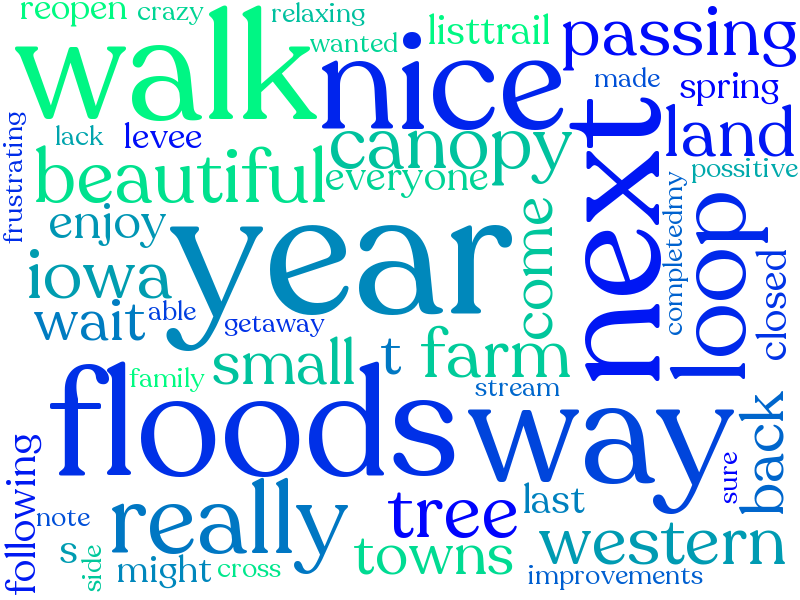 reopen crazy relaxing
walk nice wanted listtrail passing
made spring
frustrating lack levee canopy next land
beautiful everyone possitive
enjoy year come completedmy loop closed
iowa
wait able getaway
small t farm
family stream
floods way back
following really tree last sure
note s side might cross towns western
improvements